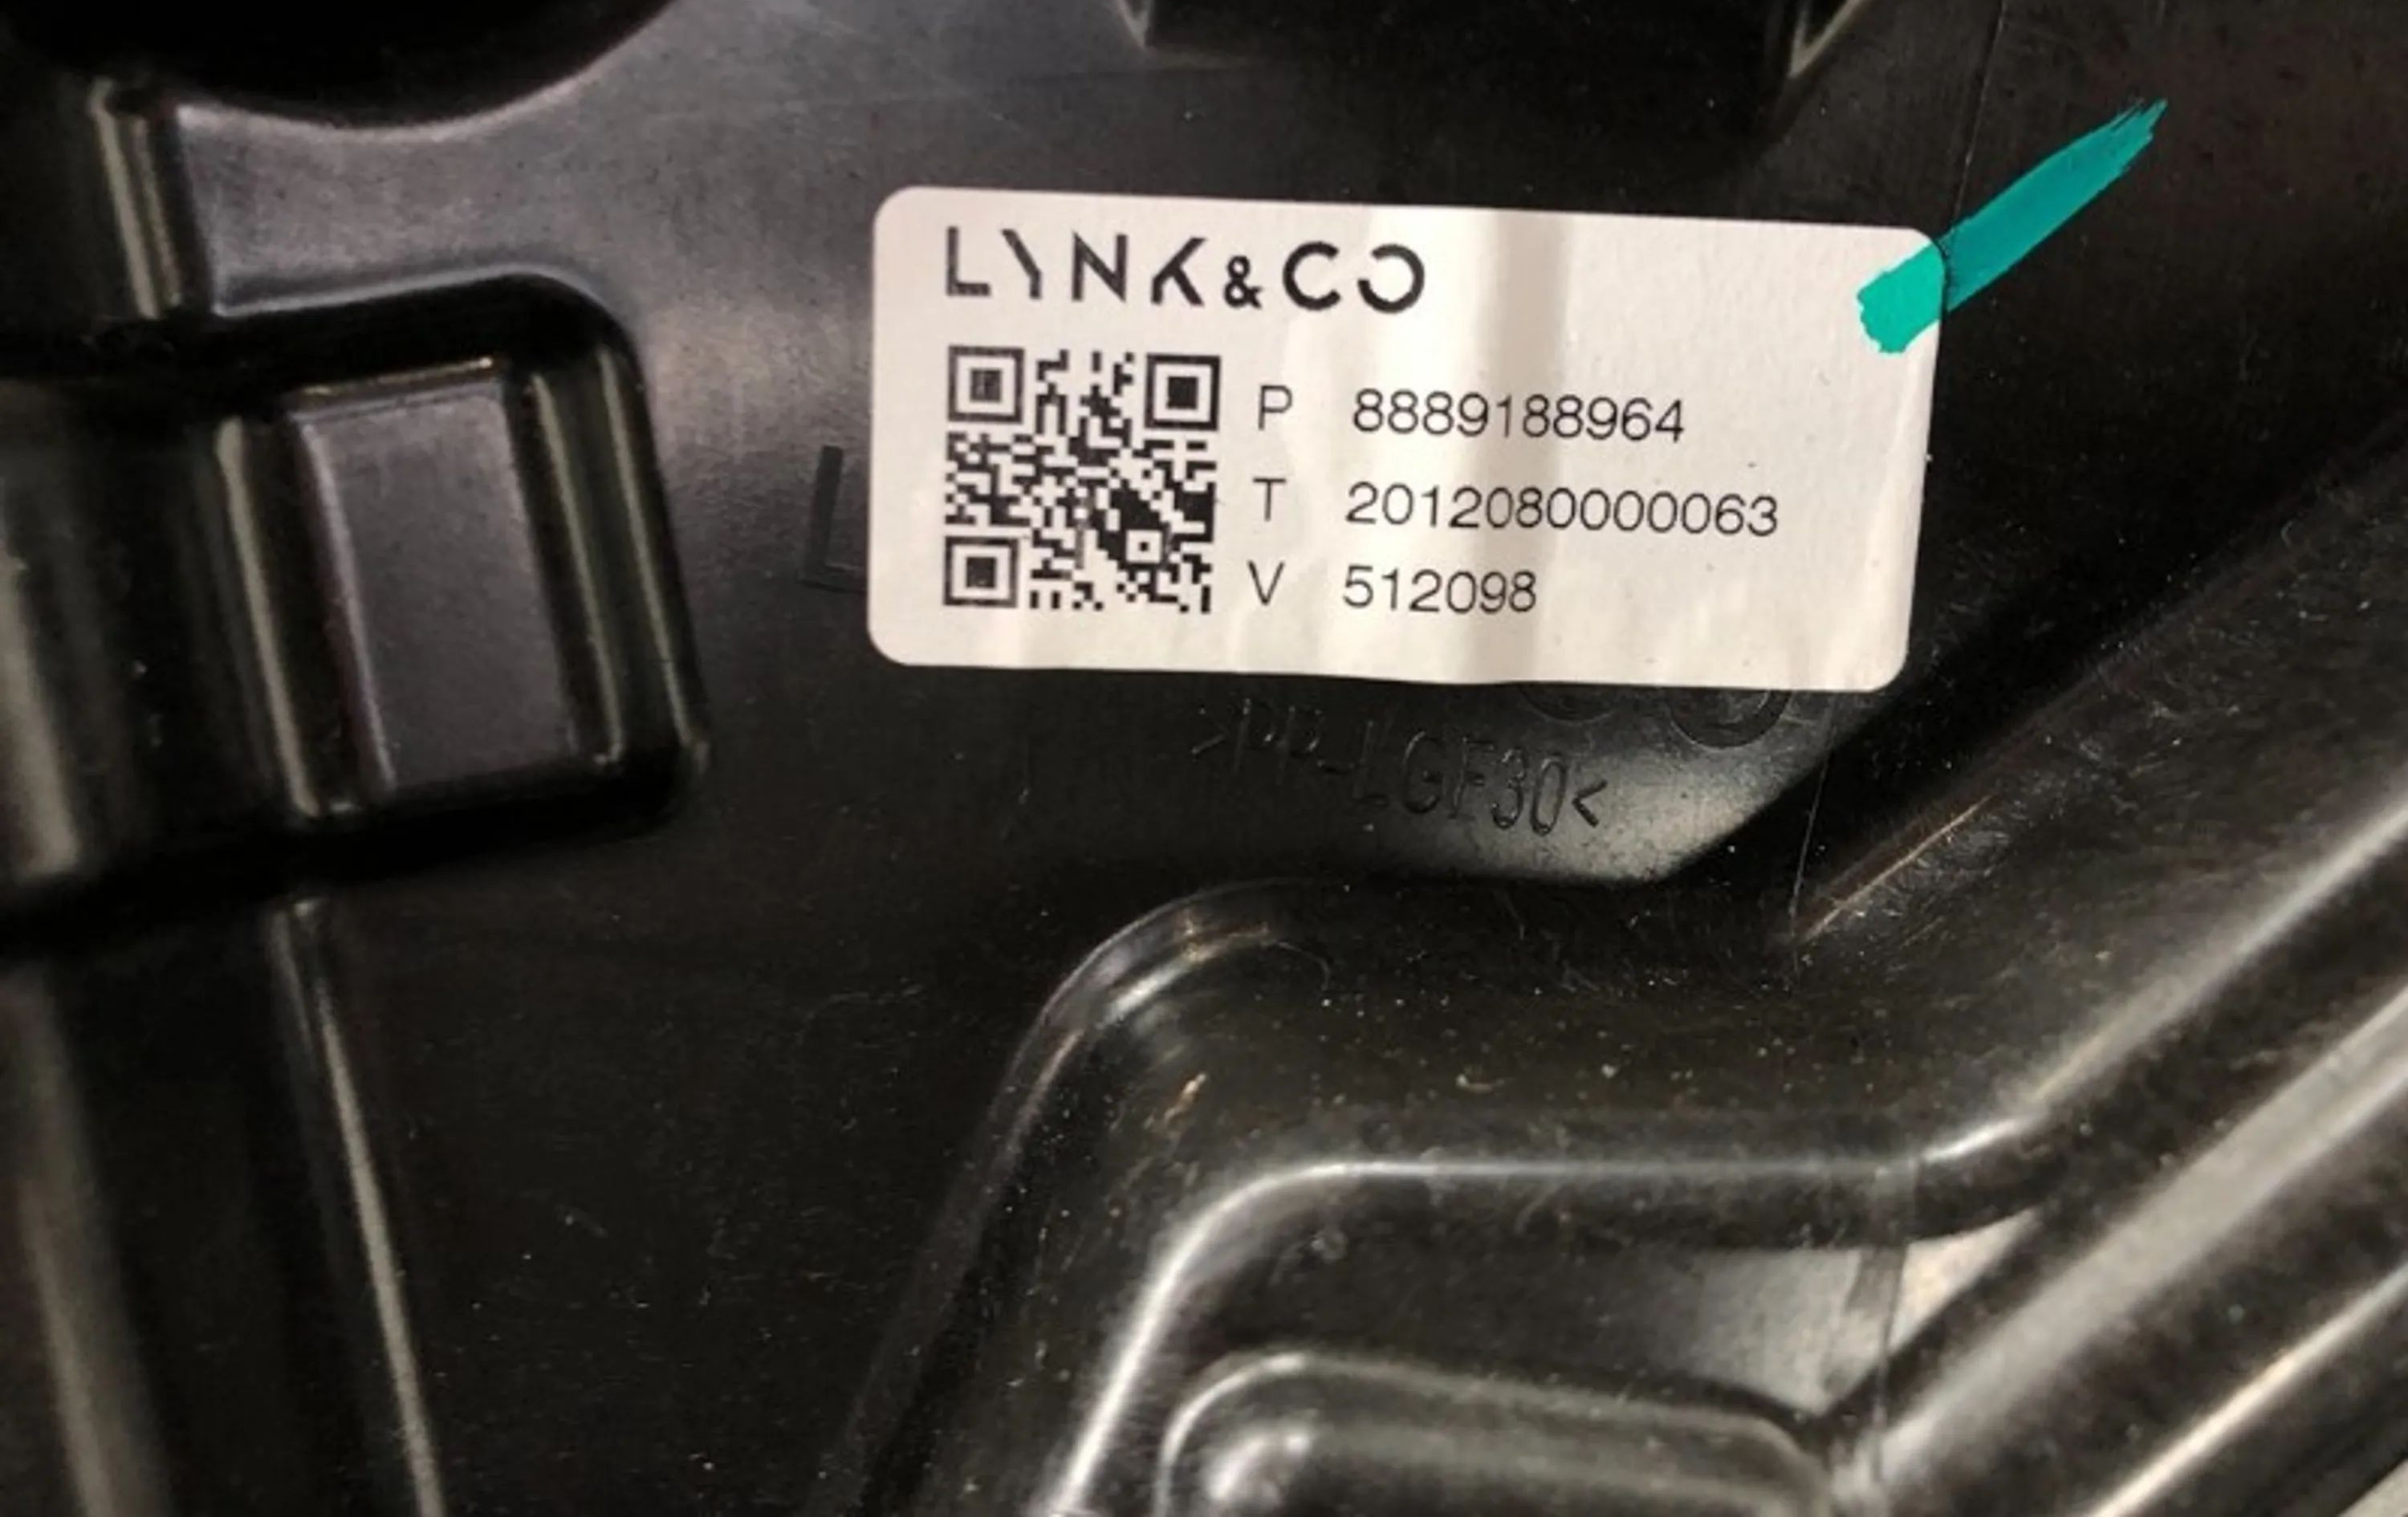 LYNK&CO
P 8889188964
T 2012080000063
V 512098
L
>PP-LGF30<